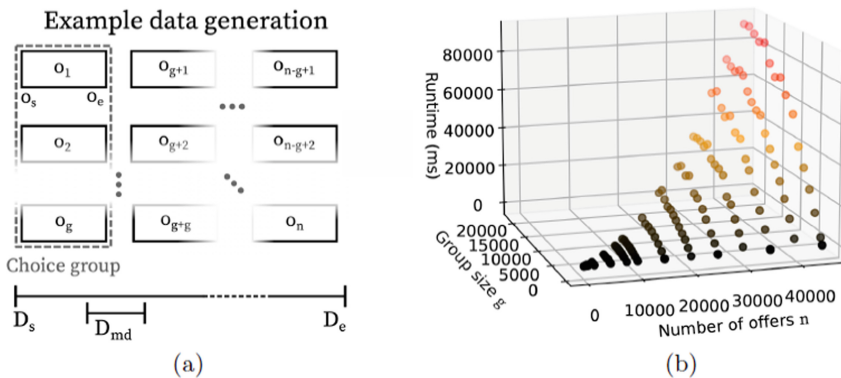 Example data generation
o1 og+1 on-g+1
os oe
o2 og+2 on-g+2
og og+g on
Choice group
Ds Dmd De
(a)
Runtime (ms)
80000
60000
40000
20000
0
Group size g
20000
15000
10000
5000
0
0 10000 20000 30000 40000
Number of offers n
(b)